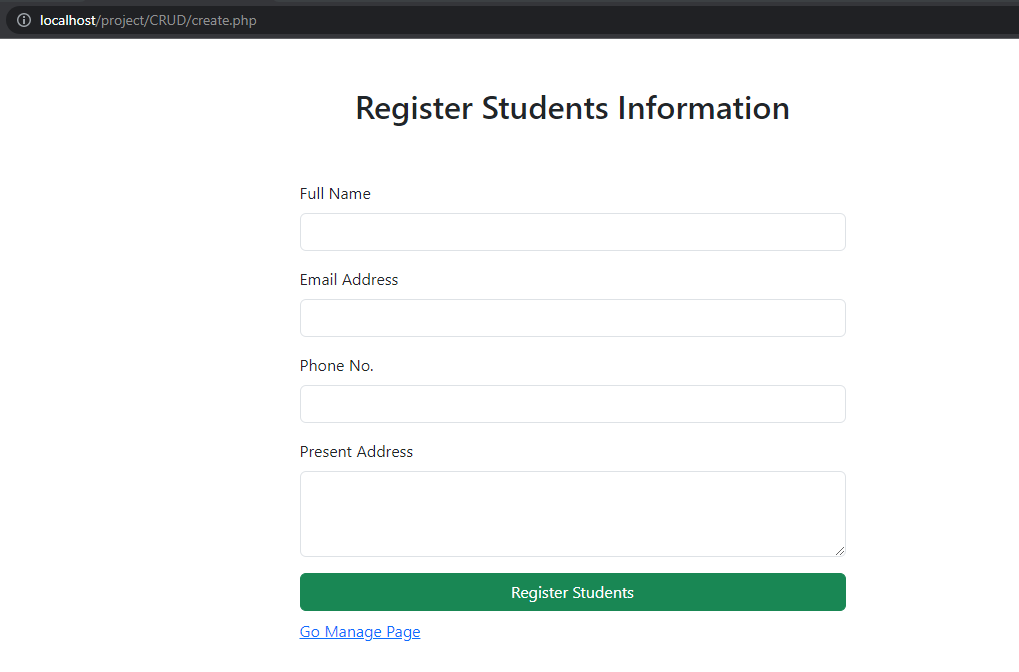 localhost/project/CRUD/create.php
Register Students Information
Full Name
Email Address
Phone No.
Present Address
Register Students
Go Manage Page